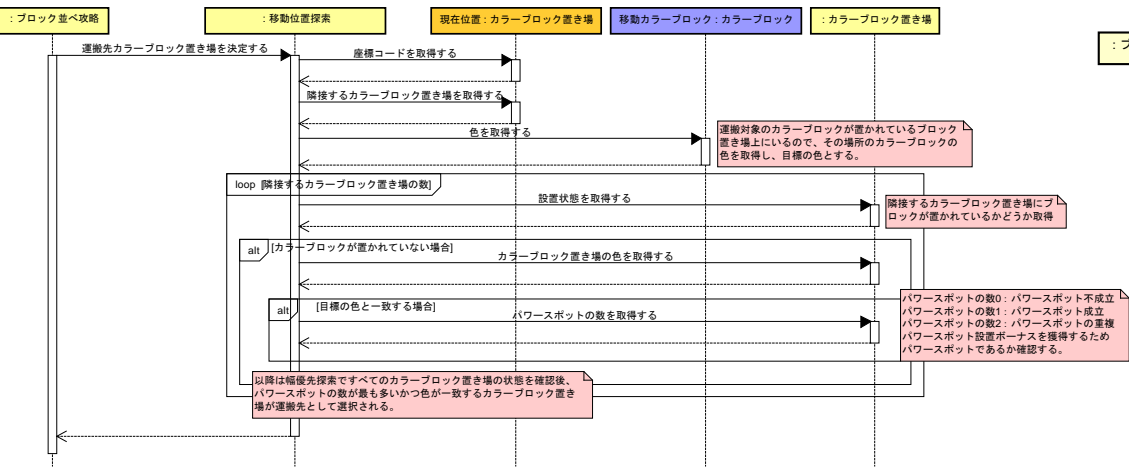 : ブロック並べ攻略
: 移動位置探索
現在位置 : カラーブロック置き場
移動カラーブロック : カラーブロック
: カラーブロック置き場
運搬先カラーブロック置き場を決定する
座標コードを取得する
隣接するカラーブロック置き場を取得する
色を取得する
運搬対象のカラーブロックが置かれているブロック
置き場上にいるので、その場所のカラーブロックの
色を取得し、目標の色とする。
loop [隣接するカラーブロック置き場の数]
設置状態を取得する
隣接するカラーブロック置き場にブ
ロックが置かれているかどうか取得
alt [カラーブロックが置かれていない場合]
カラーブロック置き場の色を取得する
alt [目標の色と一致する場合]
パワースポットの数を取得する
パワースポットの数0 : パワースポット不成立
パワースポットの数1 : パワースポット成立
パワースポットの数2 : パワースポットの重複
パワースポット設置ボーナスを獲得するため
パワースポットであるか確認する。
以降は幅優先探索ですべてのカラーブロック置き場の状態を確認後、
パワースポットの数が最も多いかつ色が一致するカラーブロック置き
場が運搬先として選択される。